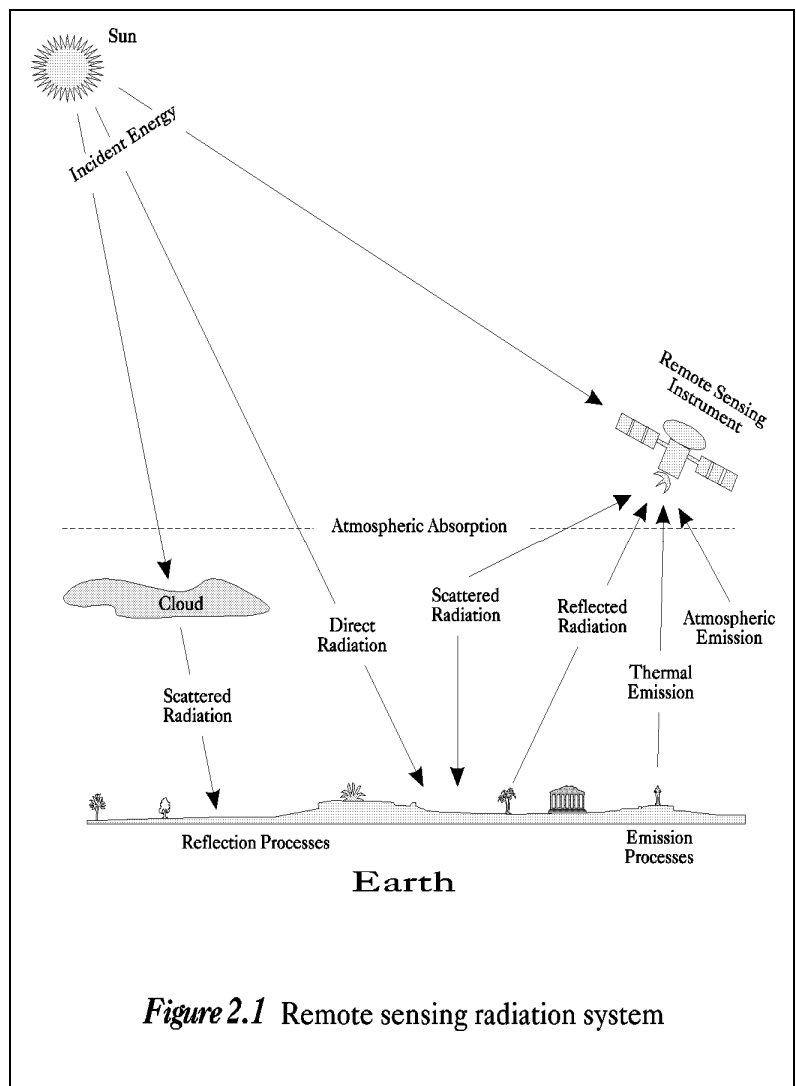 Sun
Incident Energy
Remote Sensing
Instrument
Atmospheric Absorption
Cloud
Scattered
Radiation
Direct
Radiation
Scattered
Radiation
Reflected
Radiation
Atmospheric
Emission
Thermal
Emission
Reflection Processes
Emission
Processes
Earth
Figure 2.1 Remote sensing radiation system